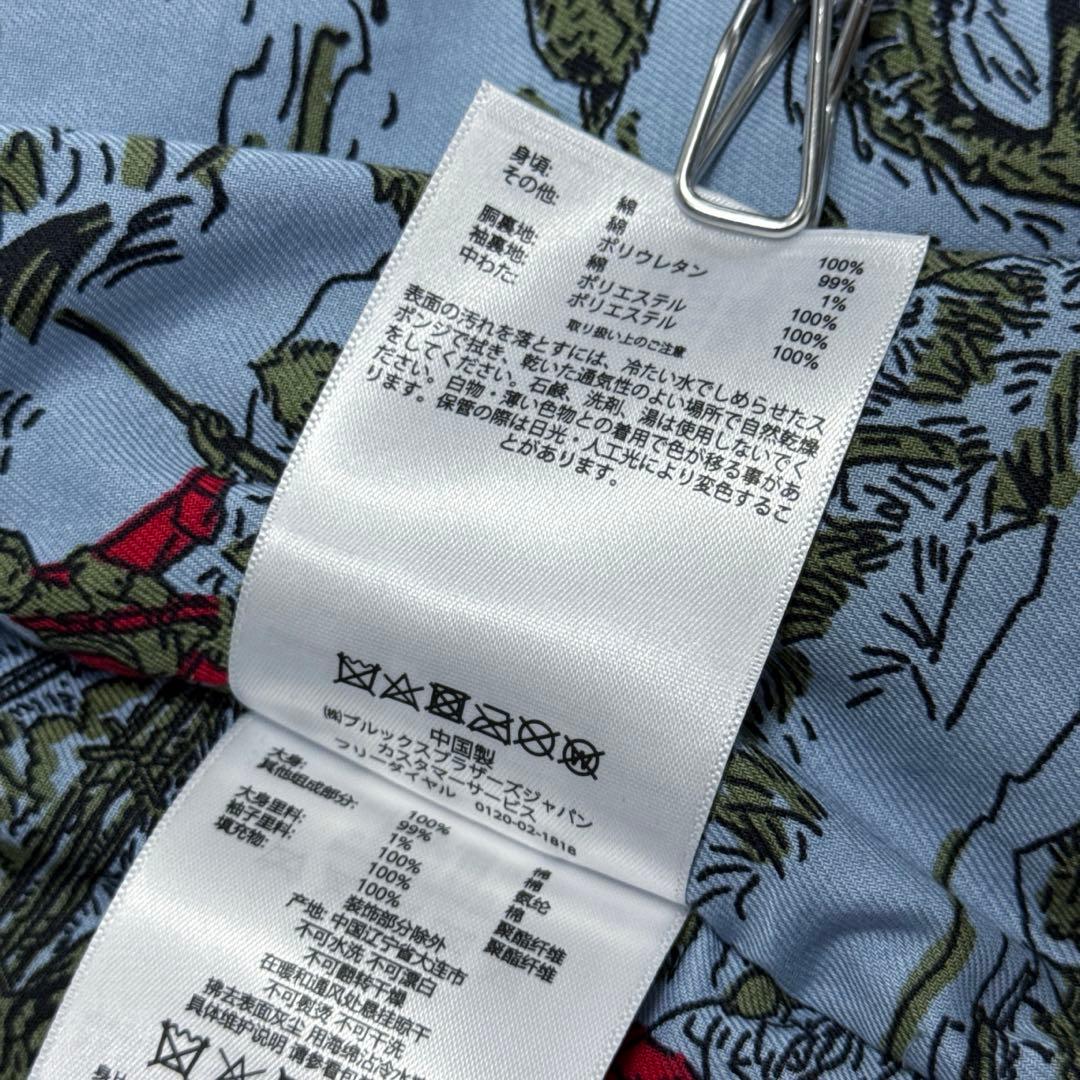 身頃: 綿 100%
その他: 綿 99%
ポリウレタン 1%
胴裏地: 綿 100%
袖裏地: ポリエステル 100%
中わた: ポリエステル 100%
取り扱い上のご注意
表面の汚れを落とすには、冷たい水でしめらせたス
ポンジで拭き、乾いた通気性のよい場所で自然乾燥
をしてください。石鹸、洗剤、湯は使用しないでく
ださい。白物・薄い色物との着用で色が移る事があ
ります。保管の際は日光・人工光により変色するこ
とがあります。
中国製
(株)ブルックスブラザーズジャパン
カスタマーサービス
フリーダイヤル 0120-02-1818
大身: 100% 棉
其他组成部分: 99% 棉
1% 氨纶
大身里料: 100% 棉
袖子里料: 100% 聚酯纤维
填充物: 100% 聚酯纤维
装饰部分除外
产地: 中国辽宁省大连市
不可水洗 不可漂白
不可翻转干燥
在暖和通风处悬挂晾干
不可熨烫 不可干洗
拂去表面灰尘 用海绵沾冷水
具体维护说明 请参看